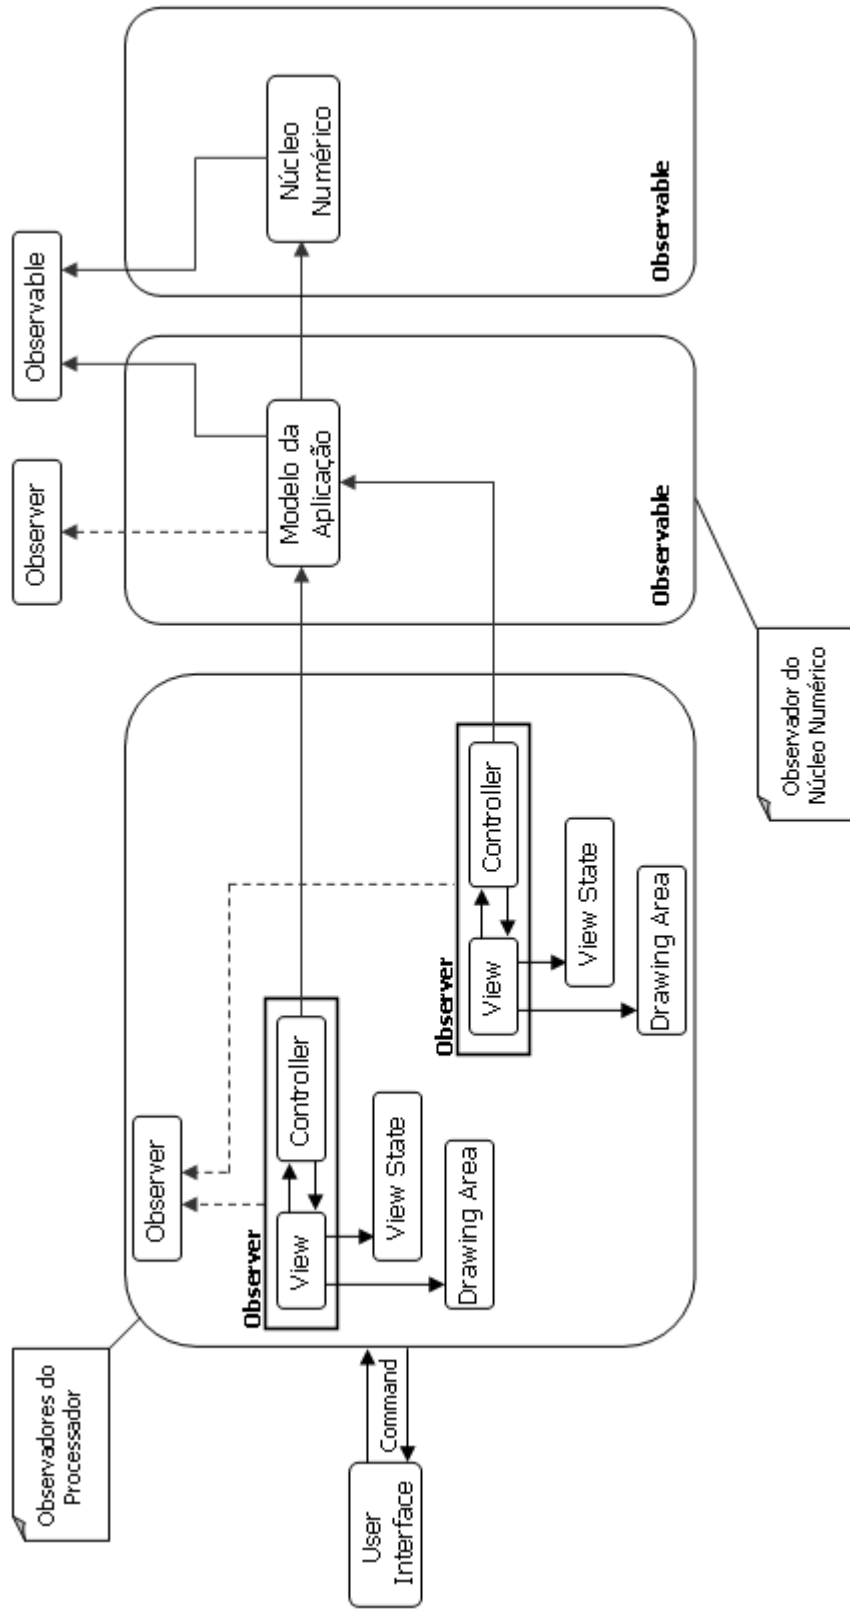 Observadores do
Processador
User
Interface
Command
Observer
Observer
View
Controller
View State
Drawing Area
Observer
View
Controller
View State
Drawing Area
Observer
Observable
Modelo da
Aplicação
Observable
Observador do
Núcleo Numérico
Núcleo
Numérico
Observable